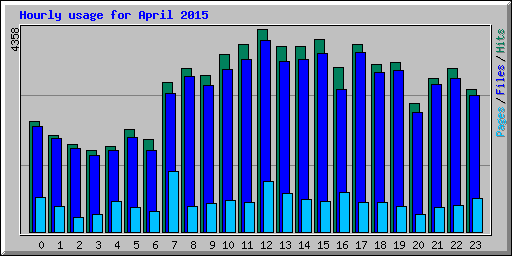 Hourly usage for April 2015
4358
Pages/Files/Hits
0 1 2 3 4 5 6 7 8 9 10 11 12 13 14 15 16 17 18 19 20 21 22 23